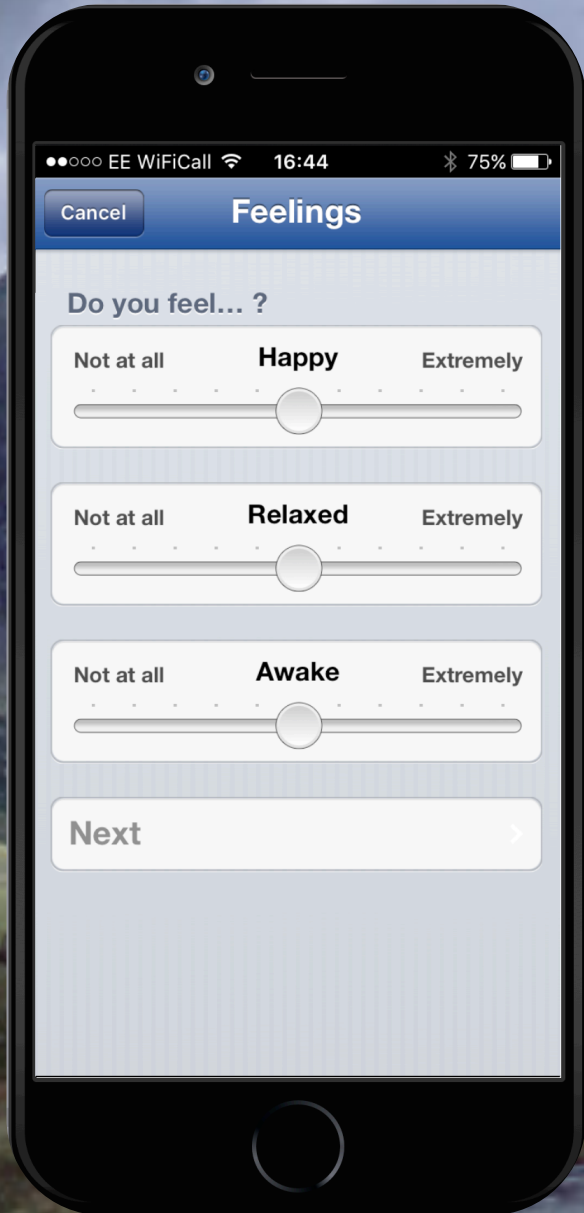 EE WiFiCall 16:44 75%
Cancel Feelings
Do you feel... ?
Not at all Happy Extremely
Not at all Relaxed Extremely
Not at all Awake Extremely
Next